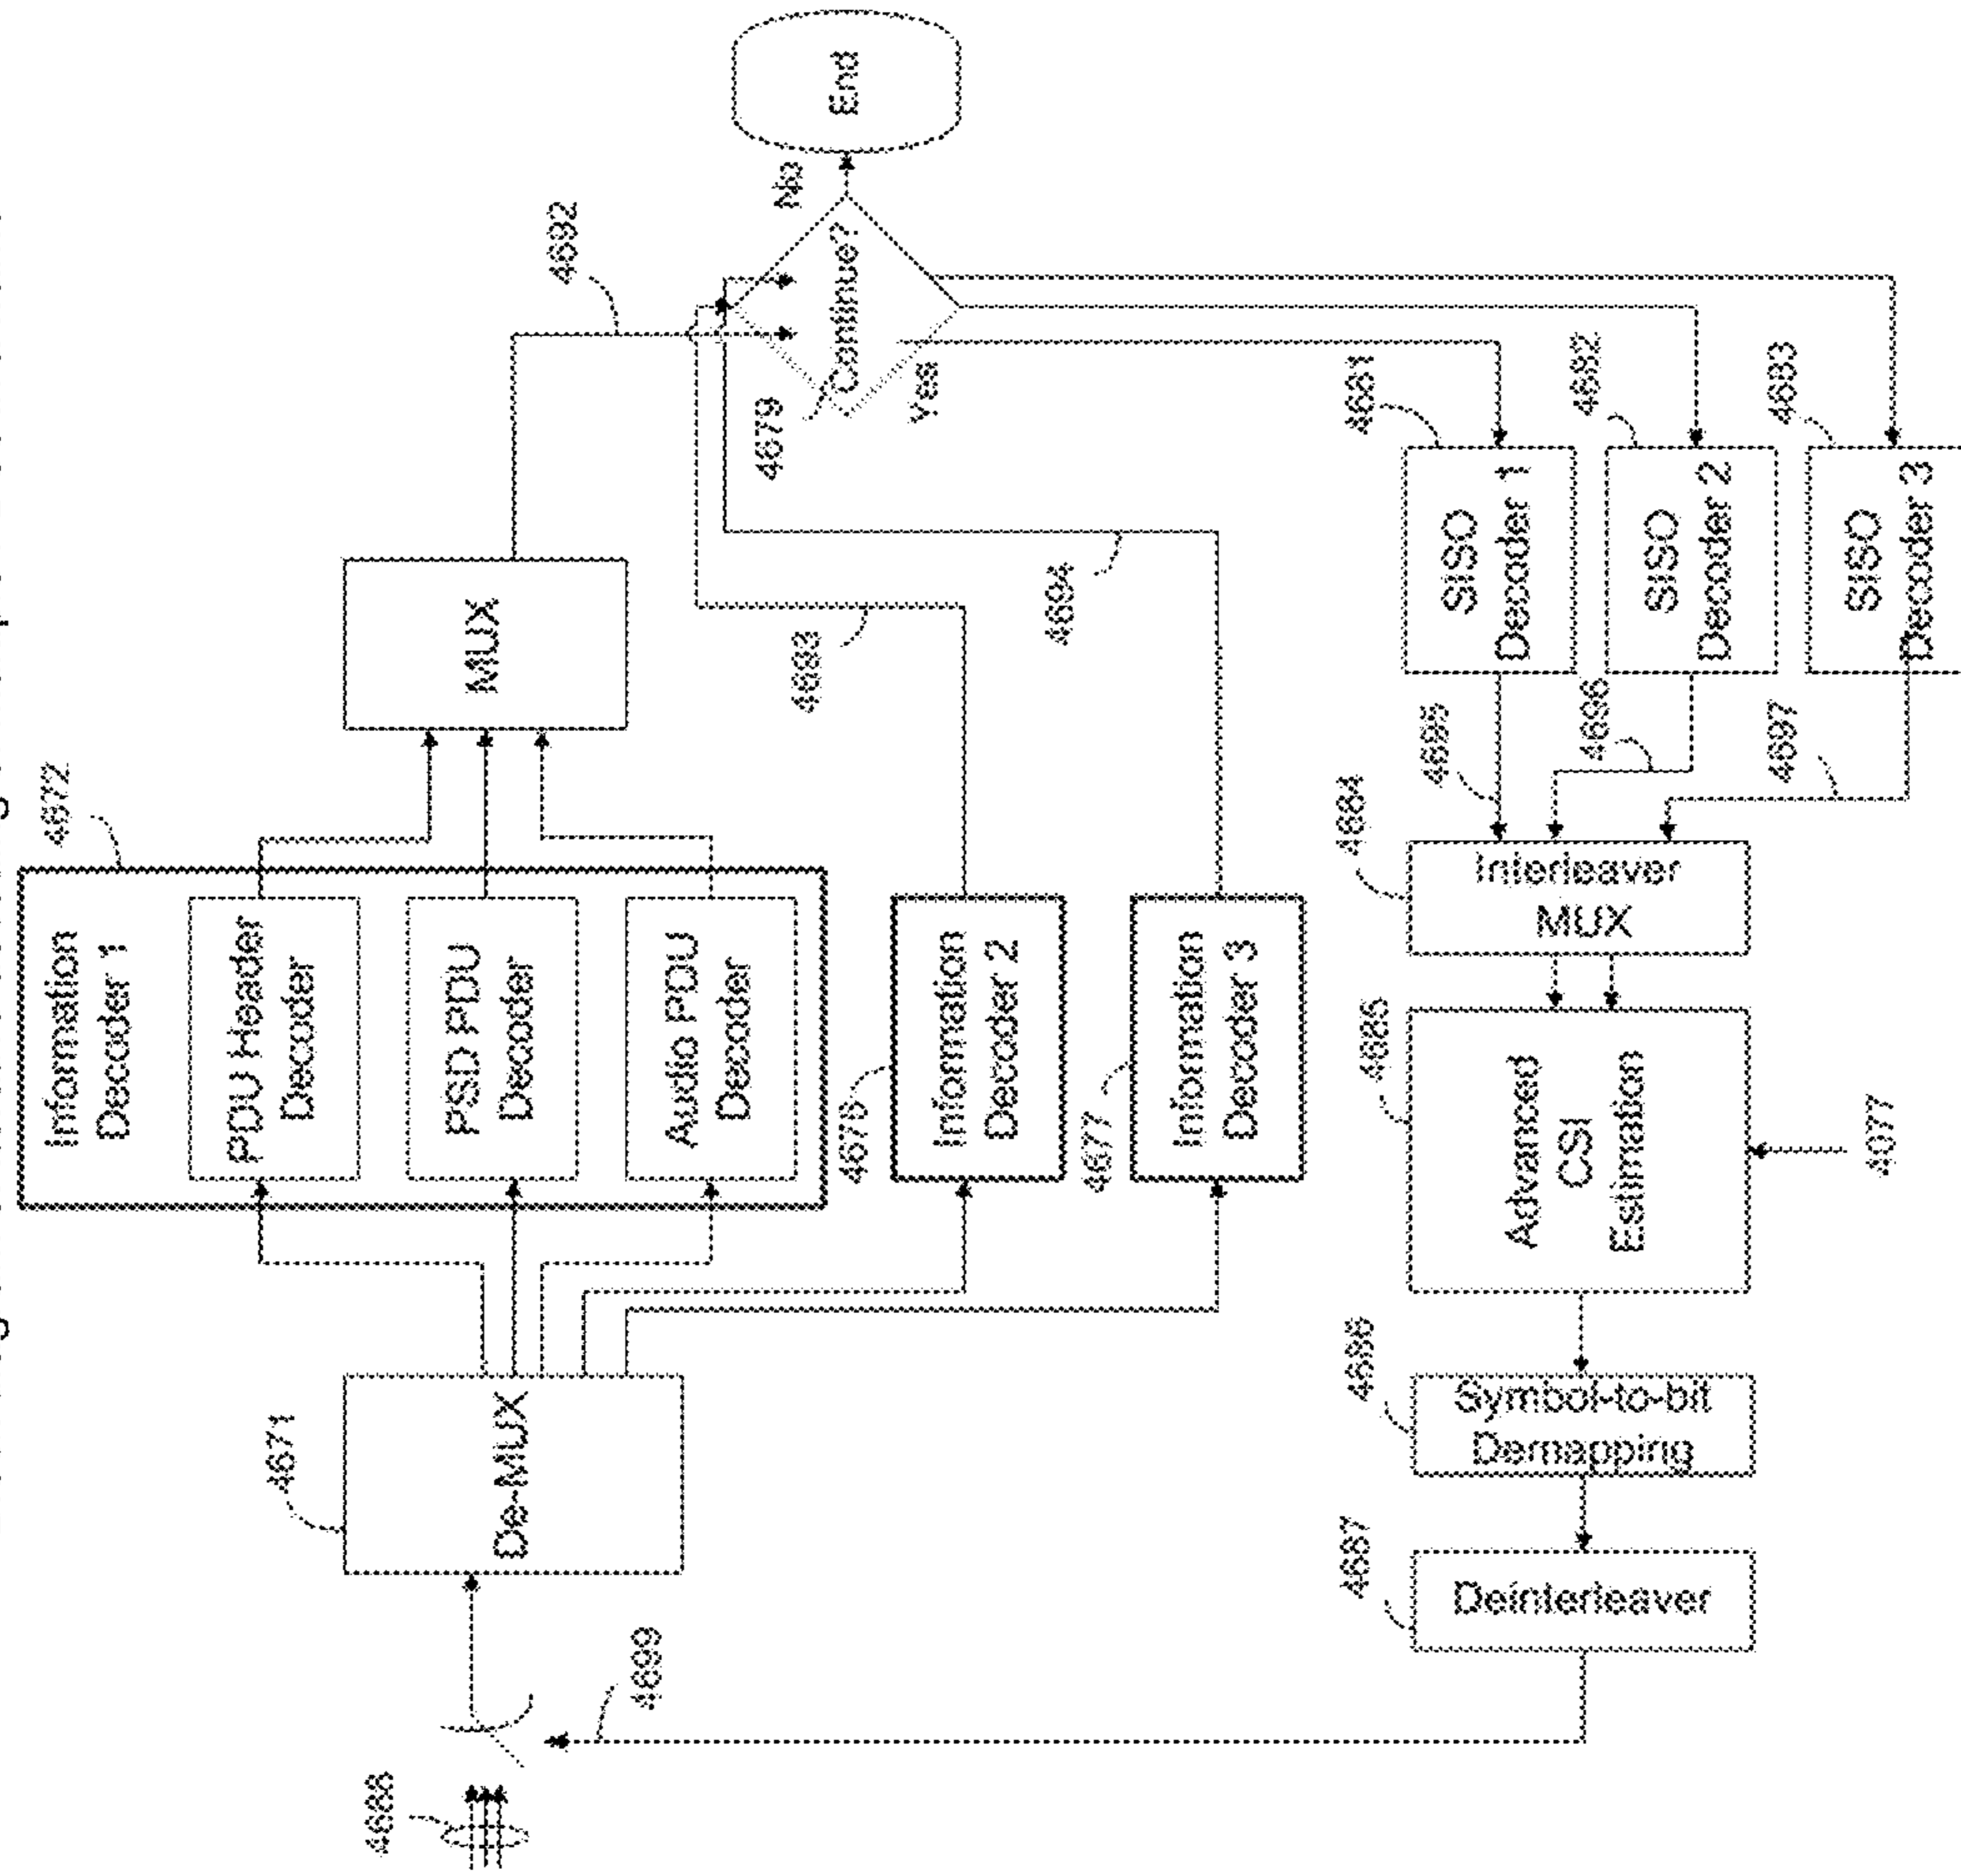 4672
Information
Decoder 1
4671
PDU Header
Decoder
4688
De-MUX
PSD PDU
Decoder
MUX
4692
Audio PDU
Decoder
4699
4679
Continue?
No
End
Yes
4676
4693
Information
Decoder 2
4677
4694
Information
Decoder 3
4687
4686
4685
4684
4695
4681
Deinterleaver
Symbol-to-bit
Demapping
Advanced
CSI
Estimation
Interleaver
MUX
SISO
Decoder 1
4696
4682
SISO
Decoder 2
4697
4683
SISO
Decoder 3
4077